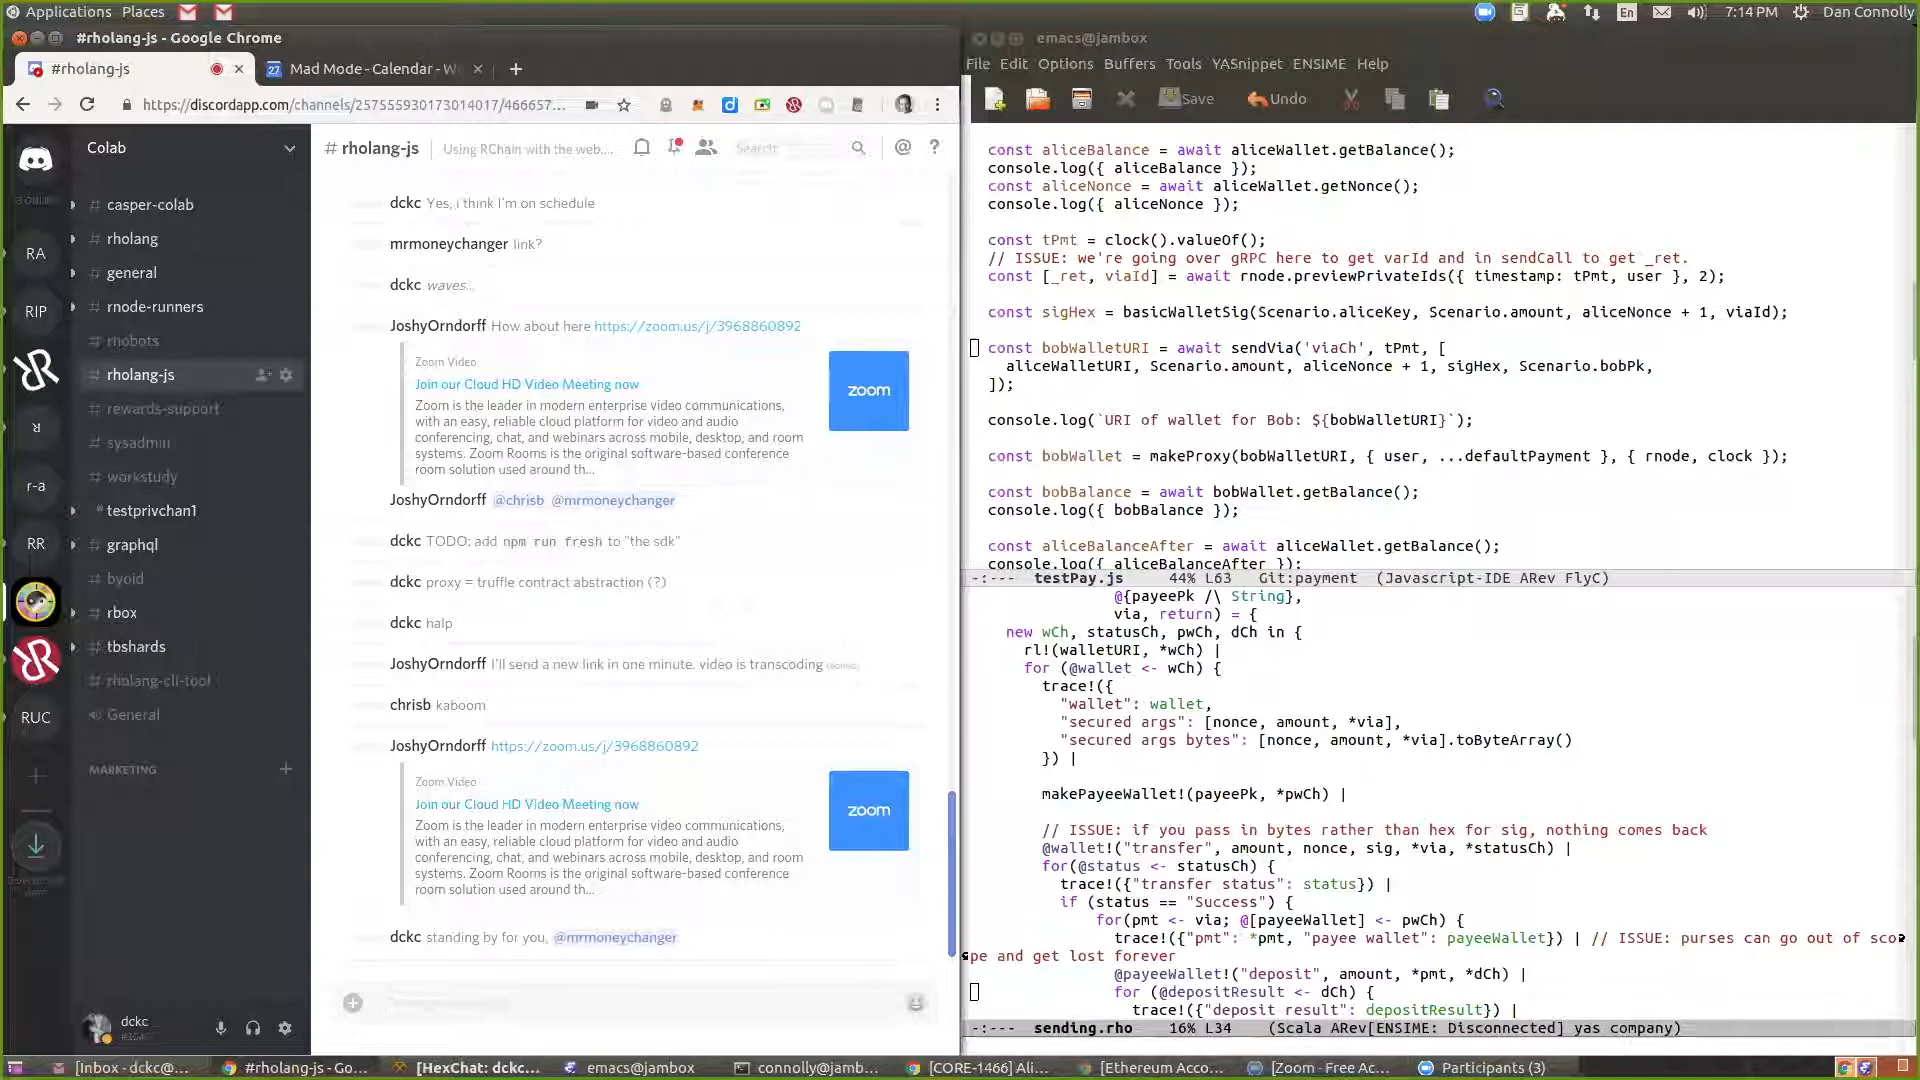 Applications Places
En
7:14 PM
Dan Connolly
#rholang-js - Google Chrome
#rholang-js
Mad Mode - Calendar - W
https://discordapp.com/channels/257555930173014017/466657...
Colab
casper-colab
rholang
general
rnode-runners
rhobots
rholang-js
rewards-support
sysadmin
workstudy
testprivchan1
graphql
byoid
rbox
tbshards
rholang-cli-tool
General
MARKETING
RA
RIP
r-a
RR
RUC
dckc
# rholang-js
Using RChain with the web....
Search
dckc Yes, i think I'm on schedule
mrmoneychanger link?
dckc waves...
JoshyOrndorff How about here https://zoom.us/j/3968860892
Zoom Video
Join our Cloud HD Video Meeting now
Zoom is the leader in modern enterprise video communications,
with an easy, reliable cloud platform for video and audio
conferencing, chat, and webinars across mobile, desktop, and room
systems. Zoom Rooms is the original software-based conference
room solution used around th...
zoom
JoshyOrndorff @chrisb @mrmoneychanger
dckc TODO: add npm run fresh to "the sdk"
dckc proxy = truffle contract abstraction (?)
dckc halp
JoshyOrndorff I'll send a new link in one minute. video is transcoding
chrisb kaboom
JoshyOrndorff https://zoom.us/j/3968860892
Zoom Video
Join our Cloud HD Video Meeting now
Zoom is the leader in modern enterprise video communications,
with an easy, reliable cloud platform for video and audio
conferencing, chat, and webinars across mobile, desktop, and room
systems. Zoom Rooms is the original software-based conference
room solution used around th...
zoom
dckc standing by for you, @mrmoneychanger
emacs@jambox
File Edit Options Buffers Tools YASnippet ENSIME Help
Save
Undo
const aliceBalance = await aliceWallet.getBalance();
console.log({ aliceBalance });
const aliceNonce = await aliceWallet.getNonce();
console.log({ aliceNonce });
const tPmt = clock().valueOf();
// ISSUE: we're going over gRPC here to get varId and in sendCall to get _ret.
const [_ret, viaId] = await rnode.previewPrivateIds({ timestamp: tPmt, user }, 2);
const sigHex = basicWalletSig(Scenario.aliceKey, Scenario.amount, aliceNonce + 1, viaId);
const bobWalletURI = await sendVia('viaCh', tPmt, [
aliceWalletURI, Scenario.amount, aliceNonce + 1, sigHex, Scenario.bobPk,
]);
console.log(`URI of wallet for Bob: ${bobWalletURI}`);
const bobWallet = makeProxy(bobWalletURI, { user, ...defaultPayment }, { rnode, clock });
const bobBalance = await bobWallet.getBalance();
console.log({ bobBalance });
const aliceBalanceAfter = await aliceWallet.getBalance();
console.log({ aliceBalanceAfter });
-:--- testPay.js 44% L63 Git:payment (Javascript-IDE ARev FlyC)
@{payeePk /\ String},
via, return) = {
new wCh, statusCh, pwCh, dCh in {
rl!(walletURI, *wCh) |
for (@wallet <- wCh) {
trace!({
"wallet": wallet,
"secured args": [nonce, amount, *via],
"secured args bytes": [nonce, amount, *via].toByteArray()
}) |
makePayeeWallet!(payeePk, *pwCh) |
// ISSUE: if you pass in bytes rather than hex for sig, nothing comes back
@wallet!("transfer", amount, nonce, sig, *via, *statusCh) |
for(@status <- statusCh) {
trace!({"transfer status": status}) |
if (status == "Success") {
for(pmt <- via; @[payeeWallet] <- pwCh) {
trace!({"pmt": *pmt, "payee wallet": payeeWallet}) | // ISSUE: purses can go out of sco
pe and get lost forever
@payeeWallet!("deposit", amount, *pmt, *dCh) |
for (@depositResult <- dCh) {
trace!({"deposit result": depositResult}) |
-:--- sending.rho 16% L34 (Scala ARev[ENSIME: Disconnected] yas company)
[Inbox - dckc@...
#rholang-js - Go...
[HexChat: dckc...
emacs@jambox
connolly@jamb...
[CORE-1466] Ali...
[Ethereum Acco...
[Zoom - Free Ac...
Participants (3)